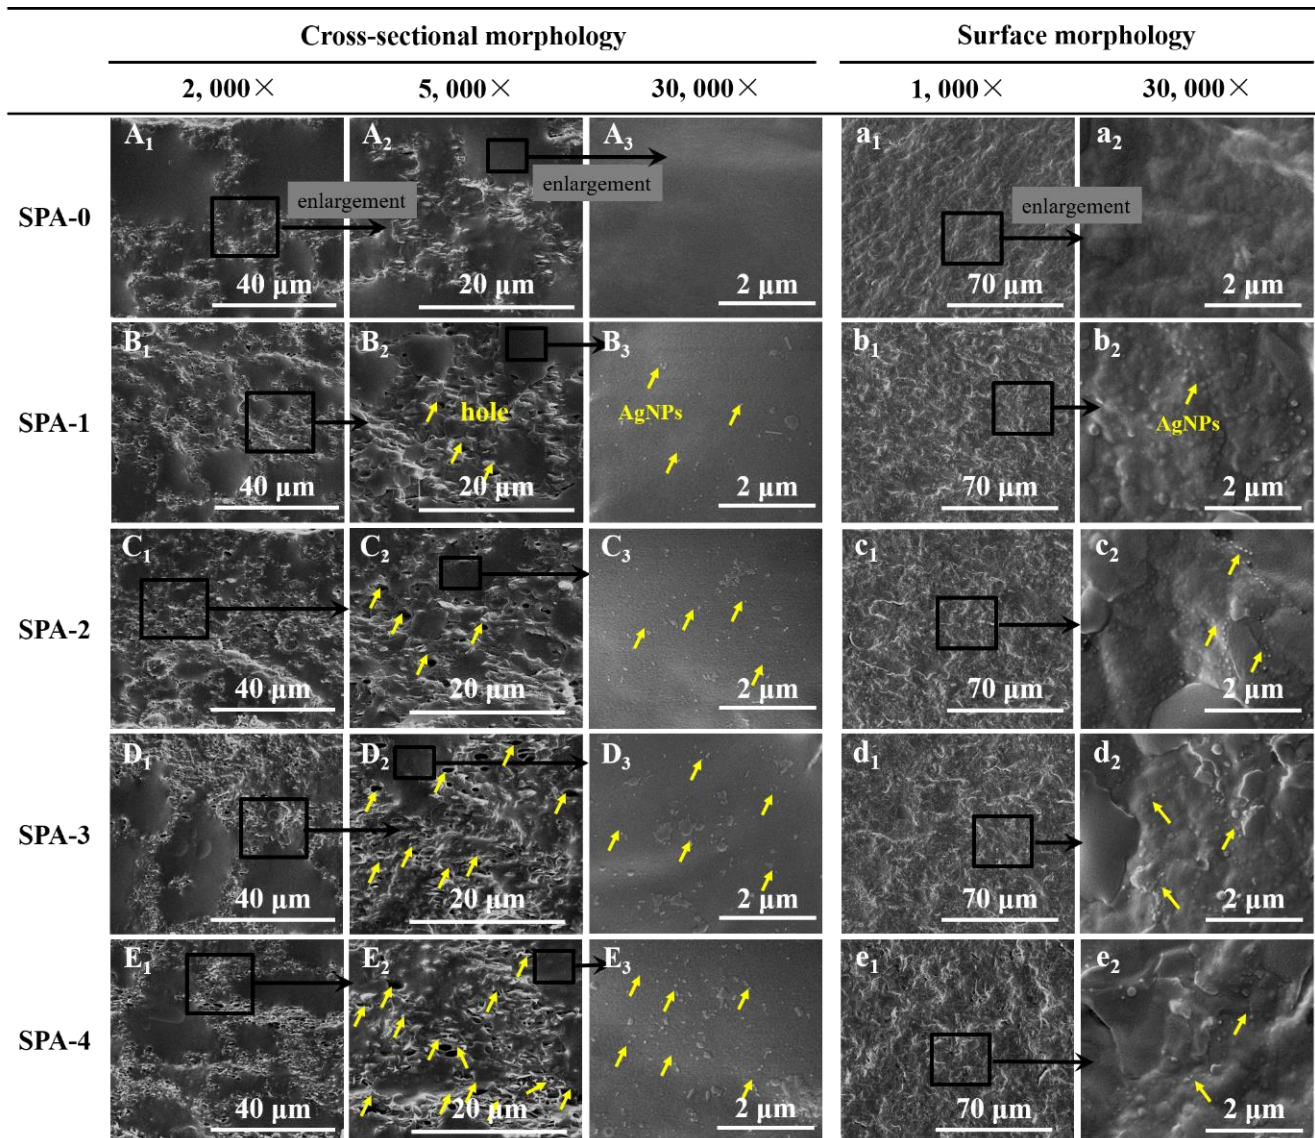 Cross-sectional morphology Surface morphology
2,000× 5,000× 30,000× 1,000× 30,000×
A1 A2 A3 a1 a2
enlargement enlargement enlargement
SPA-0
40 μm 20 μm 2 μm 70 μm 2 μm
B1 B2 B3 b1 b2
SPA-1 hole AgNPs AgNPs
40 μm 20 μm 2 μm 70 μm 2 μm
C1 C2 C3 c1 c2
SPA-2
40 μm 20 μm 2 μm 70 μm 2 μm
D1 D2 D3 d1 d2
SPA-3
40 μm 20 μm 2 μm 70 μm 2 μm
E1 E2 E3 e1 e2
SPA-4
40 μm 20 μm 2 μm 70 μm 2 μm